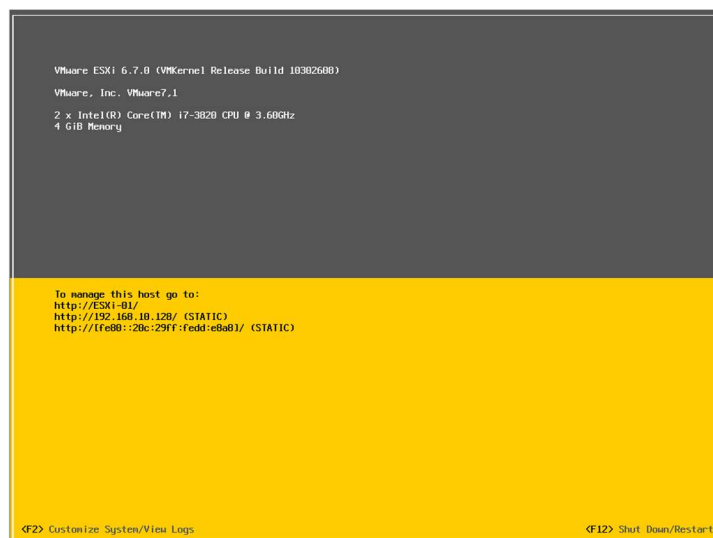 VMware ESXi 6.7.0 (VMKernel Release Build 10302608)
VMware, Inc. VMware7,1
2 x Intel(R) Core(TM) i7-3820 CPU @ 3.60GHz
4 GiB Memory
To manage this host go to:
http://ESXi-01/
http://192.168.10.128/ (STATIC)
http://[fe80::20c:29ff:fedd:e8a8]/ (STATIC)
<F2> Customize System/View Logs
<F12> Shut Down/Restart